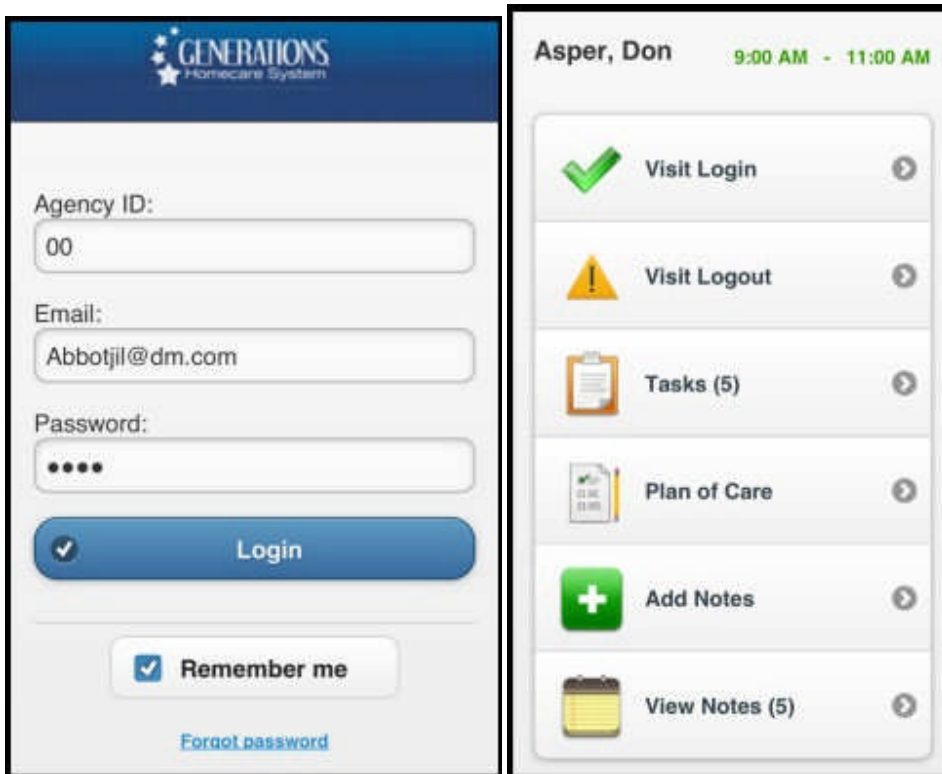 GENERATIONS
Homecare System
Agency ID:
00
Email:
Abbotjil@dm.com
Password:
••••
Login
Remember me
Forgot password
Asper, Don
9:00 AM - 11:00 AM
Visit Login
Visit Logout
Tasks (5)
Plan of Care
Add Notes
View Notes (5)